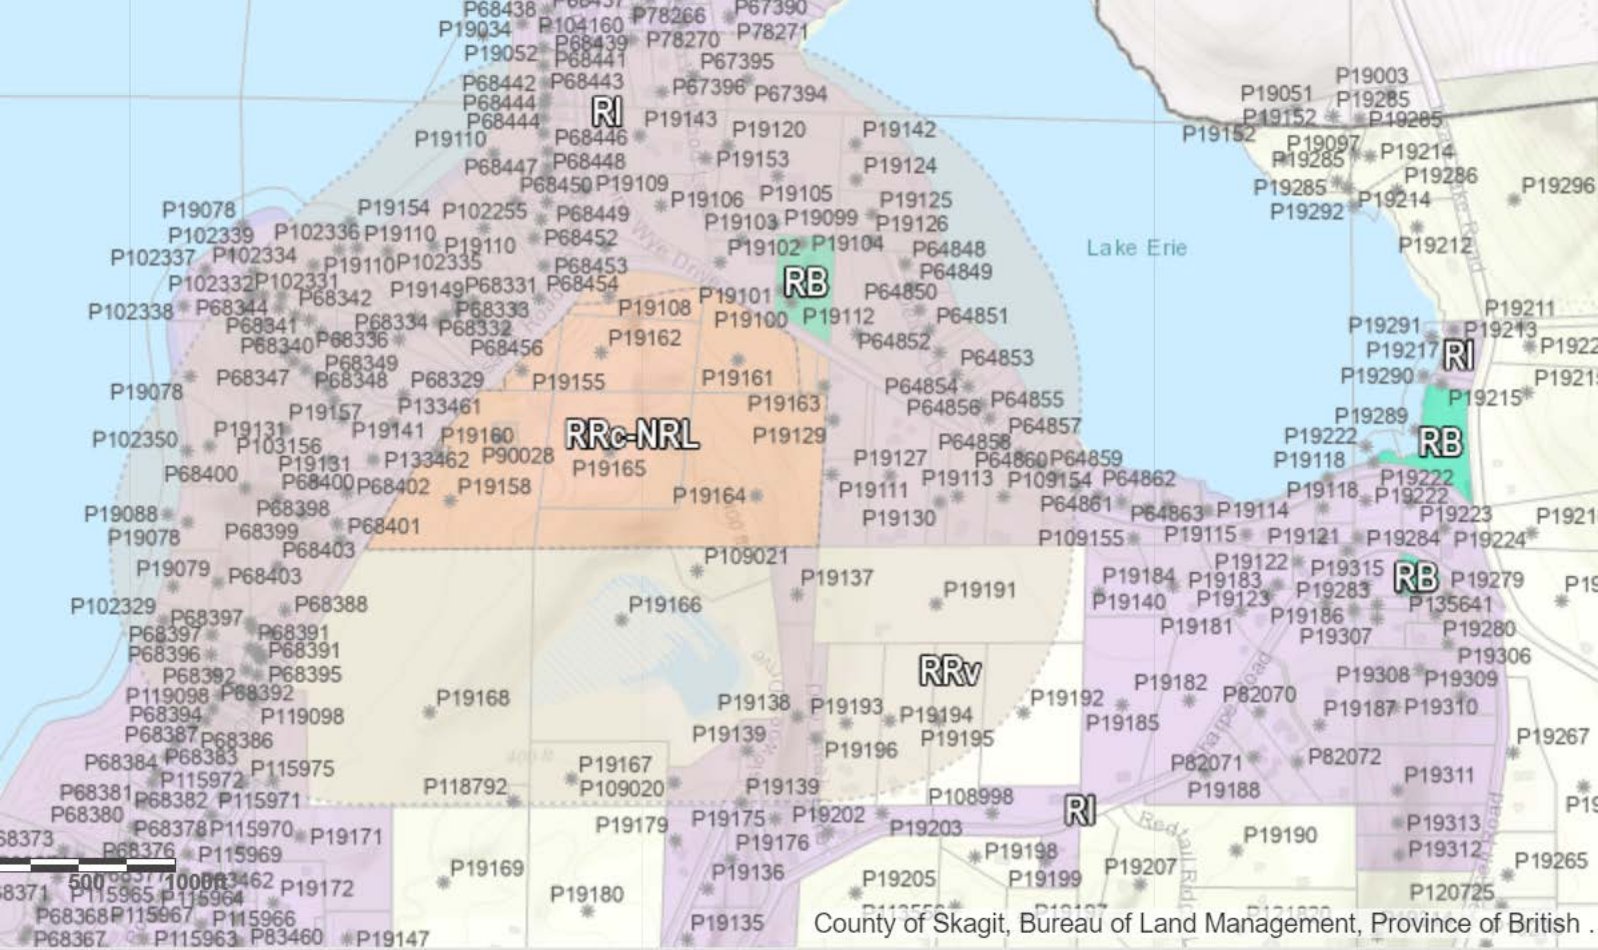 P68438
P67390
P19034
P104160
P78266
P78271
P19052
P68439
P78270
P68441
P67395
P19003
P68442
P68443
P67396
P67394
P19051
P19285
P68444
RI
P68444
P19143
P19152
P19285
P19110
P68446
P19120
P19142
P19152
P68447
P68448
P19153
P19124
P19097
P19285
P19214
P68450
P19109
P19105
P19125
P19285
P19286
P19296
P19078
P19154
P102255
P68449
P19106
P19103
P19099
P19126
P19292
P19214
P102339
P102336
P19110
P19110
P68452
P19102
P19104
P64848
Lake Erie
P19212
P102337
P102334
P19110
P102335
P68453
Wye Drive
P64849
P102332
P102331
P19149
P68331
P68454
P19101
RB
P64850
P102338
P68344
P68342
P68333
P19108
P19100
P19112
P64851
P19211
P68341
P68334
P68332
P19291
P19213
P68340
P68336
P68456
P19162
P64852
P19217
RI
P1922
P68349
P64853
P68347
P68348
P68329
P19155
P19161
P64854
P19290
P19215
P19078
P19157
P133461
P19163
P64856
P64855
P19289
P19215
P102350
P19131
P19141
P19160
RRc-NRL
P19129
P64857
P19222
RB
P103156
P133462
P90028
P64858
P68400
P19131
P19165
P19127
P64860
P64859
P19118
P68400
P68402
P19158
P19164
P19111
P19113
P109154
P64862
P19118
P19222
P19222
P19088
P68398
P19130
P64861
P64863
P19114
P19223
P1921
P19078
P68399
P68401
P109155
P19115
P19121
P19284
P19224
P68403
P109021
P19122
P19315
RB
P19079
P68403
P19137
P19191
P19184
P19183
P19283
P19279
P19
P102329
P68397
P68388
P19166
P19140
P19123
P19186
P135641
P68397
P68391
P19181
P19307
P19280
P68396
P68391
P19306
P68392
P68395
RRv
P19308
P19309
P119098
P68392
P19168
P19138
P19193
P19192
P19182
P82070
P68394
P119098
P19194
P19185
P19187
P19310
P68387
P68386
P19139
P19196
P19195
P19267
P68384
P68383
P19167
P82071
P82072
P115972
P115975
P118792
P109020
P19139
P108998
P19188
P19311
P19
P68381
P68382
P115971
P68380
P19179
P19175
P19202
P19203
RI
P19313
68373
P68378
P115970
P19171
P19176
P19190
P68376
P115969
P19198
P19312
500
1000ft
P19169
P19136
P19205
P19199
P19207
P19265
68371
P115965
P115964
P19172
P19180
P120725
P68368
P115967
P115966
P19135
P68367
P115963
P83460
P19147
County of Skagit, Bureau of Land Management, Province of British .